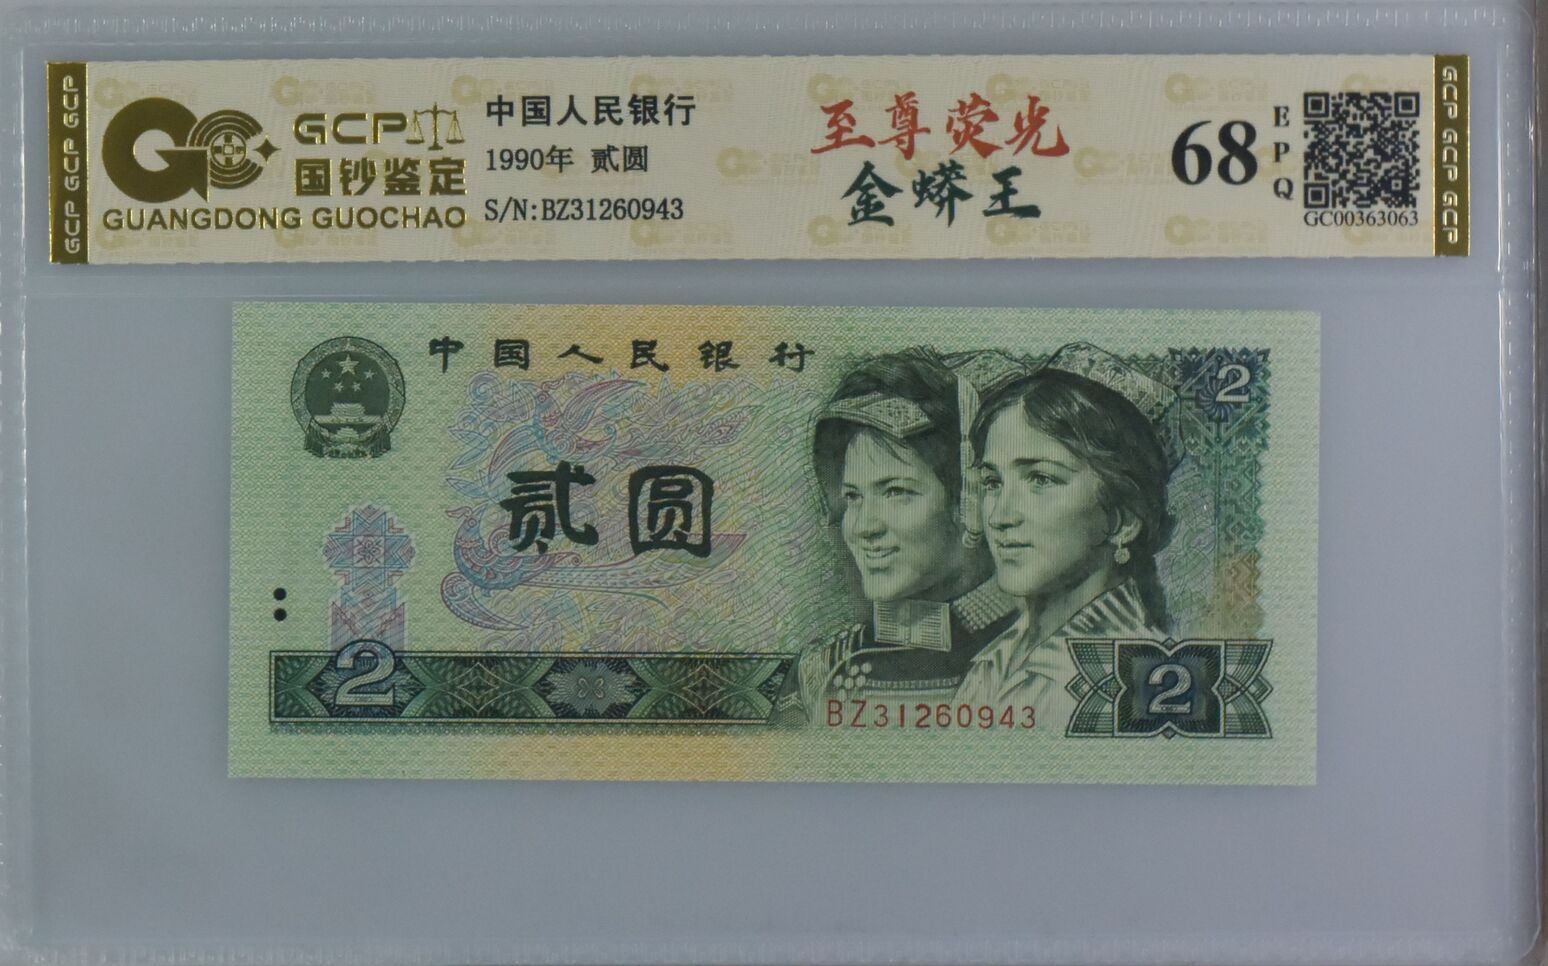 GCP GCP GCP
GCP
国钞鉴定
GUANGDONG GUOCHAO
中国人民银行
1990年 贰圆
S/N:BZ31260943
至尊荧光
金蟒王
68
EPQ
GC00363063
GCP GCP GCP
中国人民银行
2
贰圆
2
2
BZ31260943